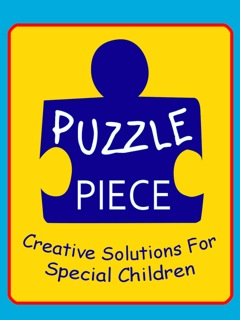 PUZZLE
PIECE
Creative Solutions For
Special Children